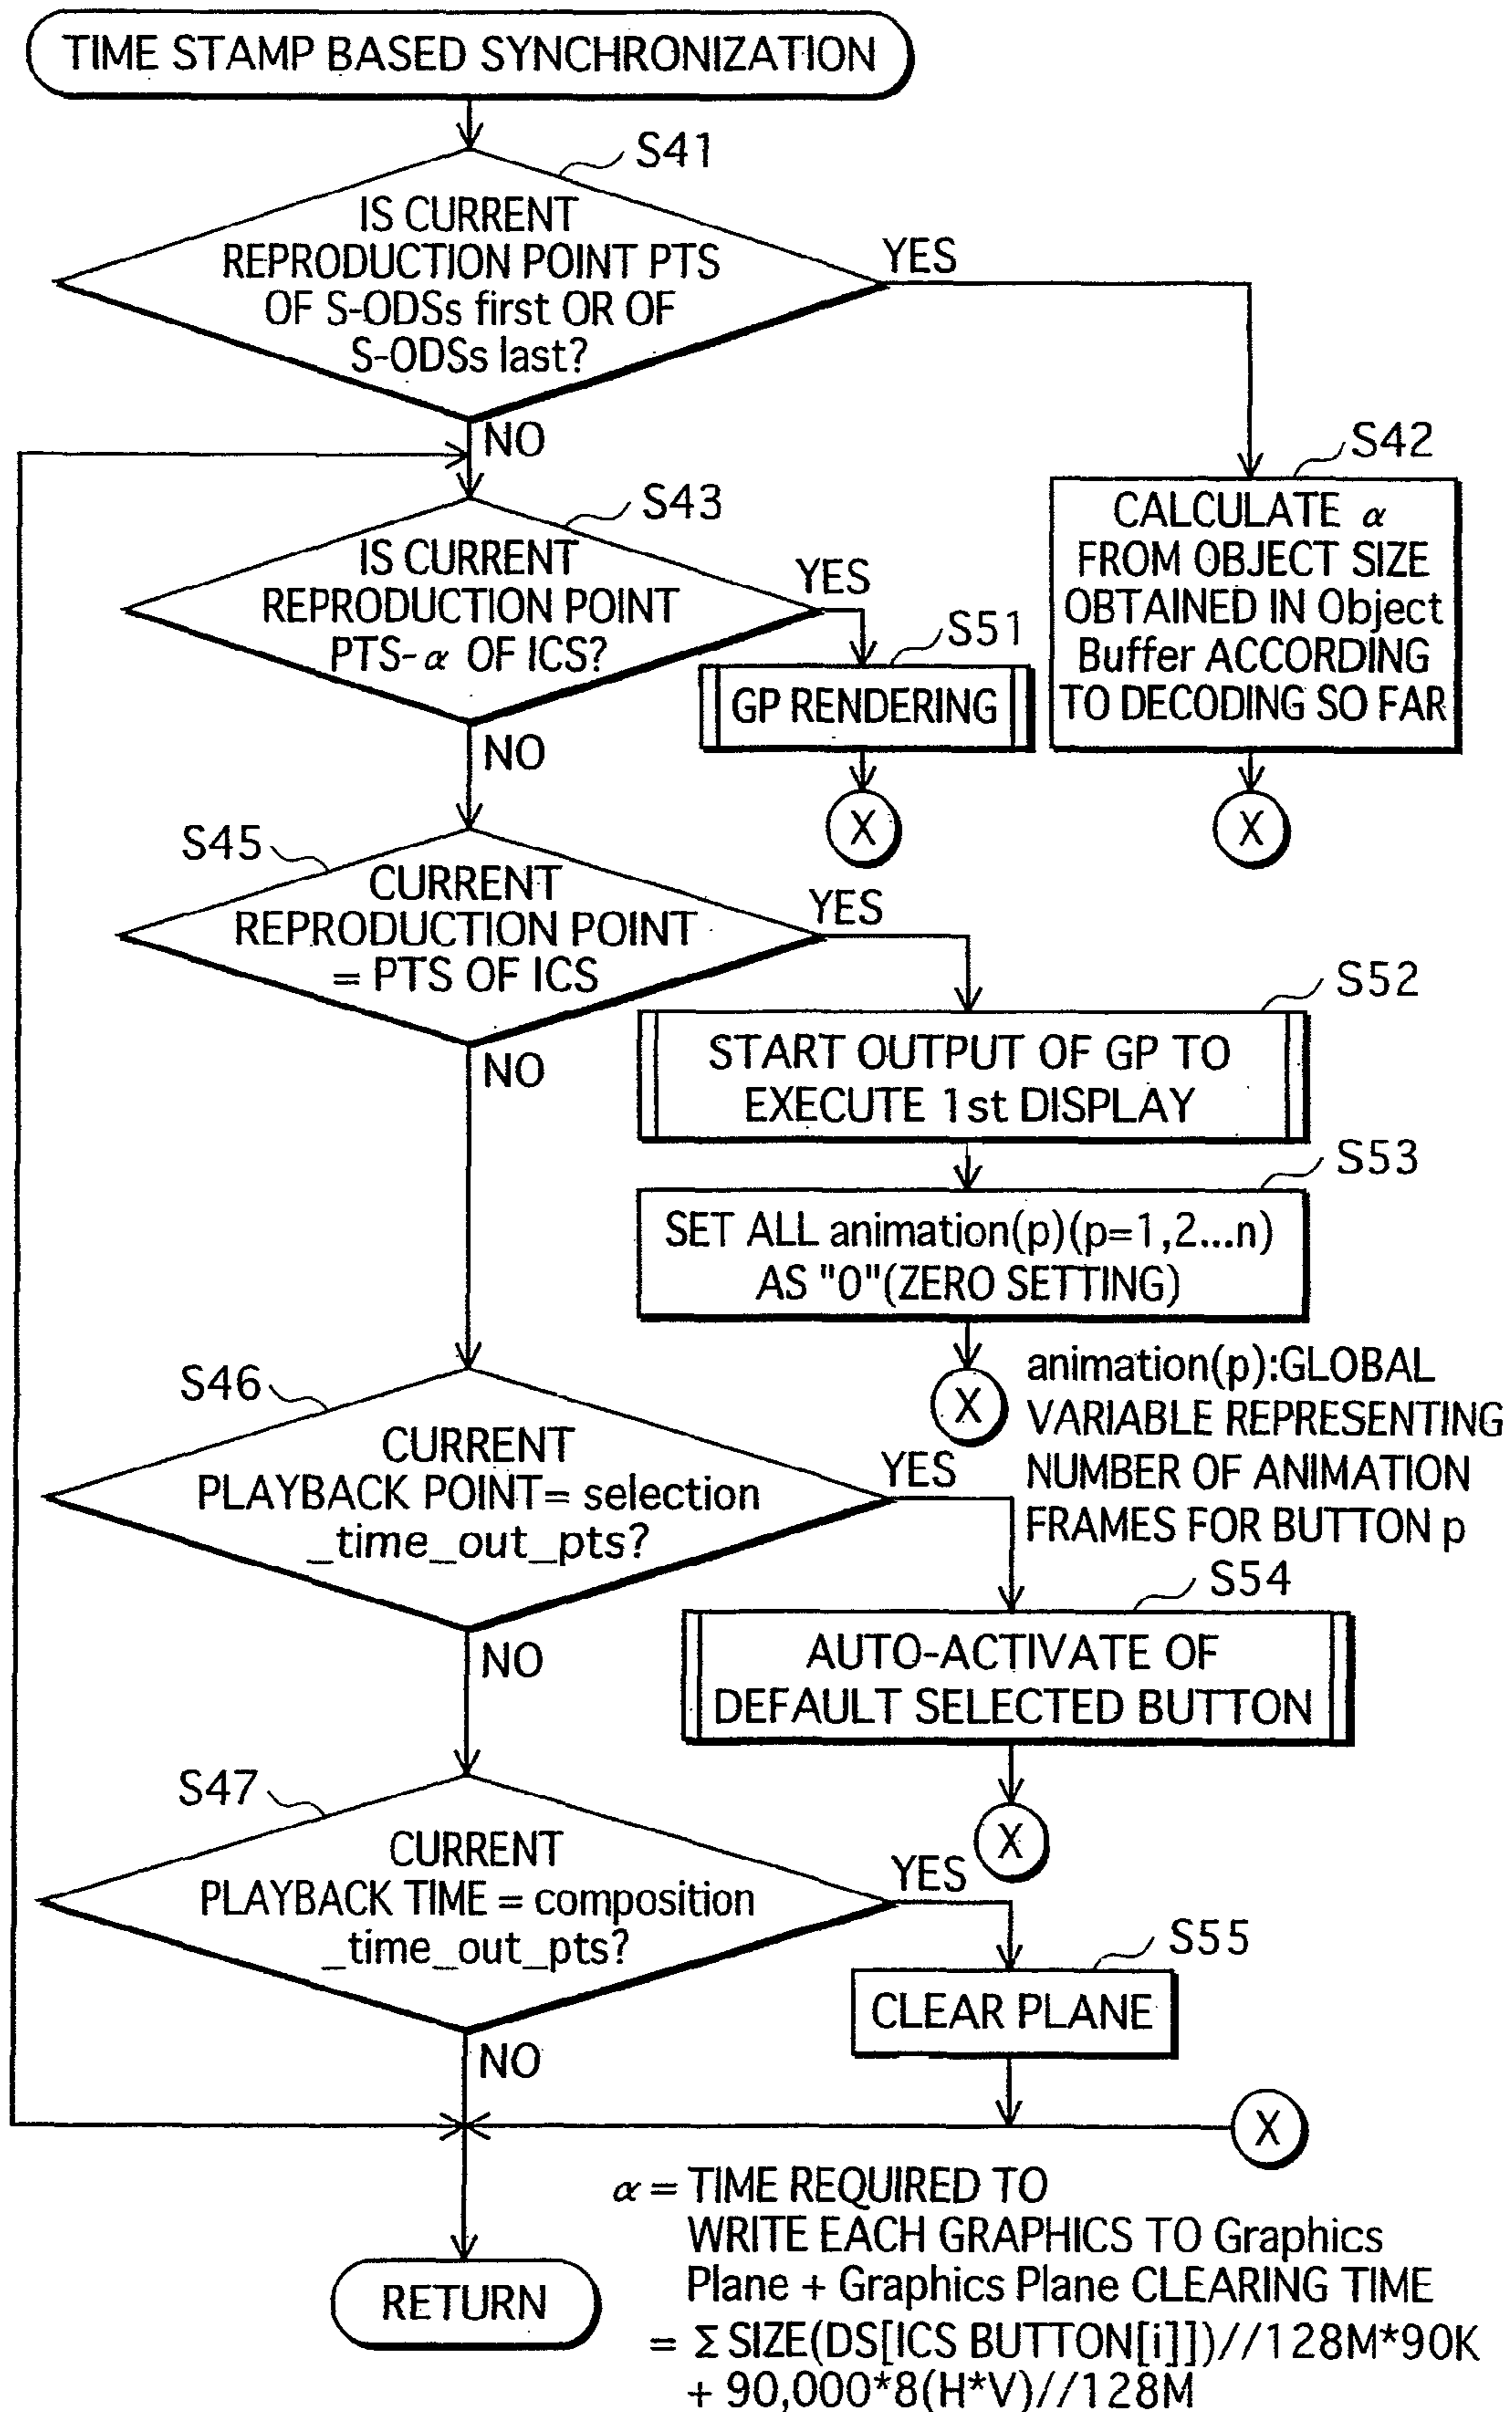 TIME STAMP BASED SYNCHRONIZATION
S41
IS CURRENT
REPRODUCTION POINT PTS
OF S-ODSs first OR OF
S-ODSs last?
YES
NO
S42
CALCULATE α
FROM OBJECT SIZE
OBTAINED IN Object
Buffer ACCORDING
TO DECODING SO FAR
X
S43
IS CURRENT
REPRODUCTION POINT
PTS-α OF ICS?
YES
NO
S51
GP RENDERING
X
S45
CURRENT
REPRODUCTION POINT
= PTS OF ICS
YES
NO
S52
START OUTPUT OF GP TO
EXECUTE 1st DISPLAY
S53
SET ALL animation(p)(p=1,2...n)
AS "0"(ZERO SETTING)
X
animation(p):GLOBAL
VARIABLE REPRESENTING
NUMBER OF ANIMATION
FRAMES FOR BUTTON p
S46
CURRENT
PLAYBACK POINT= selection
_time_out_pts?
YES
NO
S54
AUTO-ACTIVATE OF
DEFAULT SELECTED BUTTON
X
S47
CURRENT
PLAYBACK TIME = composition
_time_out_pts?
YES
NO
S55
CLEAR PLANE
X
RETURN
α = TIME REQUIRED TO
WRITE EACH GRAPHICS TO Graphics
Plane + Graphics Plane CLEARING TIME
= Σ SIZE(DS[ICS BUTTON[i]])//128M*90K
+ 90,000*8(H*V)//128M